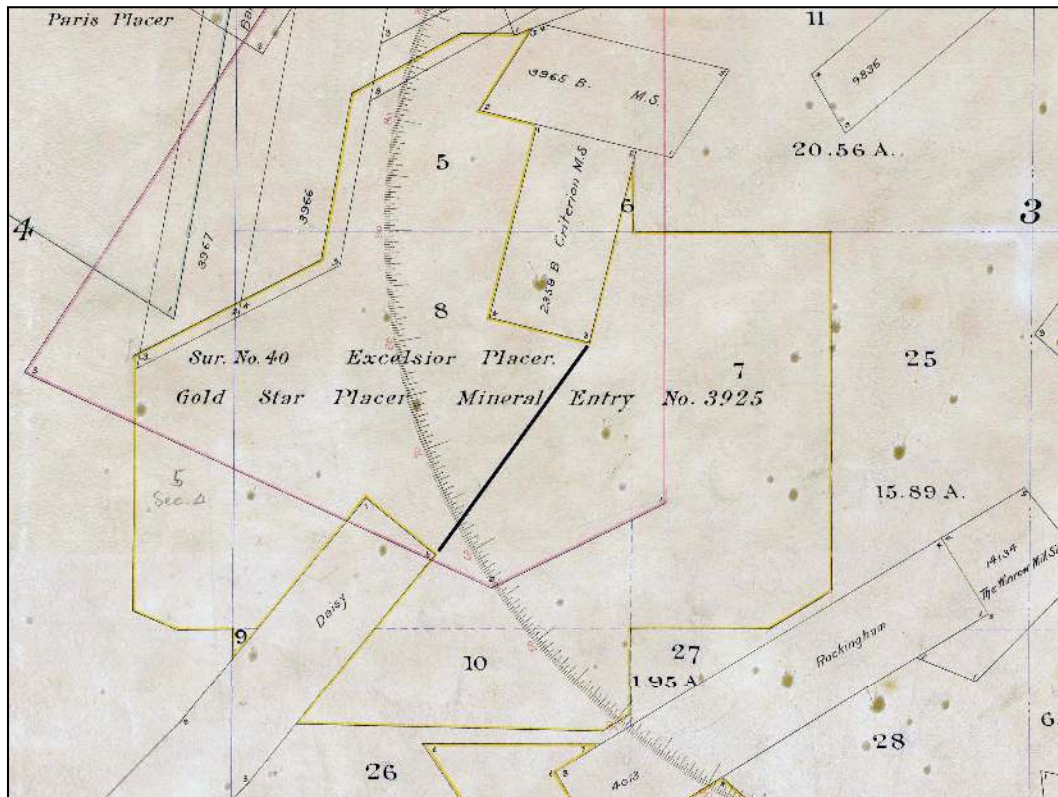 Paris Placer
11
9836
3965 B. M.S.
20.56 A.
5
3966
2359 B Criterion M.S
6
4
3
3967
8
Sur. No. 40 Excelsior Placer.
7
25
Gold Star Placer Mineral Entry No. 3925
5
Sec. 4
15.89 A.
14134
Daisy
Rockingham
9
10
27
1.95 A
28
26
4013
6